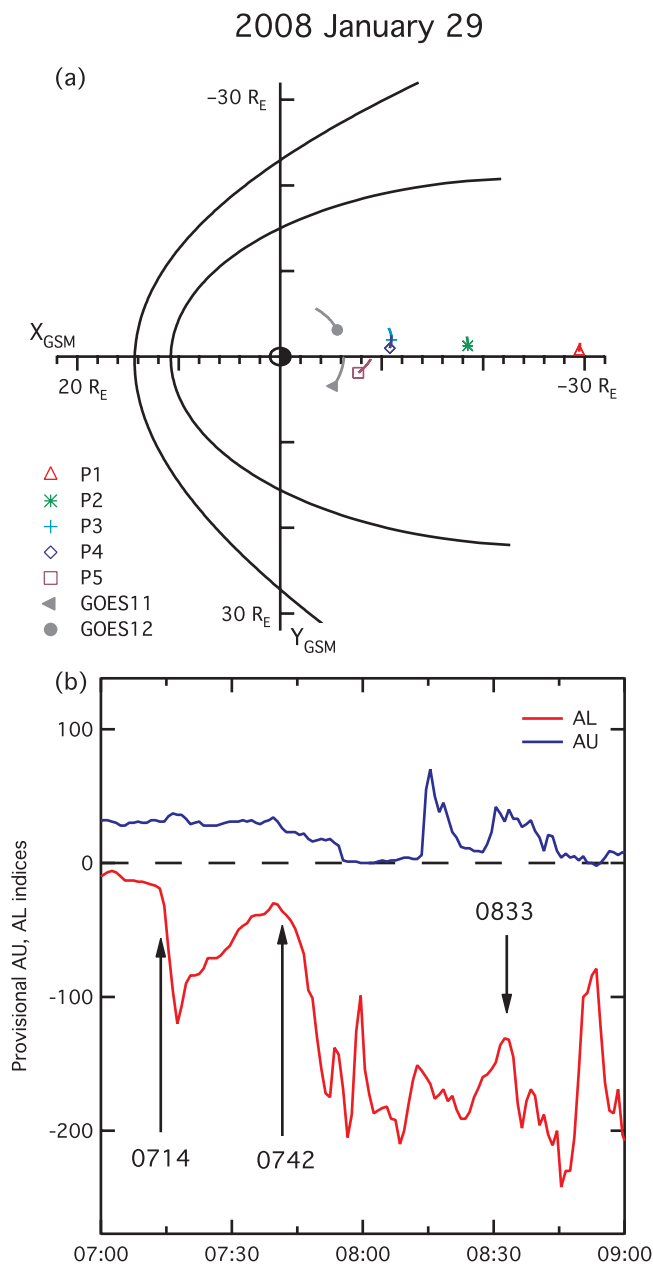 2008 January 29
(a)
–30 R_E
X_GSM
20 R_E
–30 R_E
P1
P2
P3
P4
P5
GOES11
GOES12
30 R_E
Y_GSM
(b)
100
AL
AU
0
0833
Provisional AU, AL indices
-100
-200
0714
0742
07:00
07:30
08:00
08:30
09:00